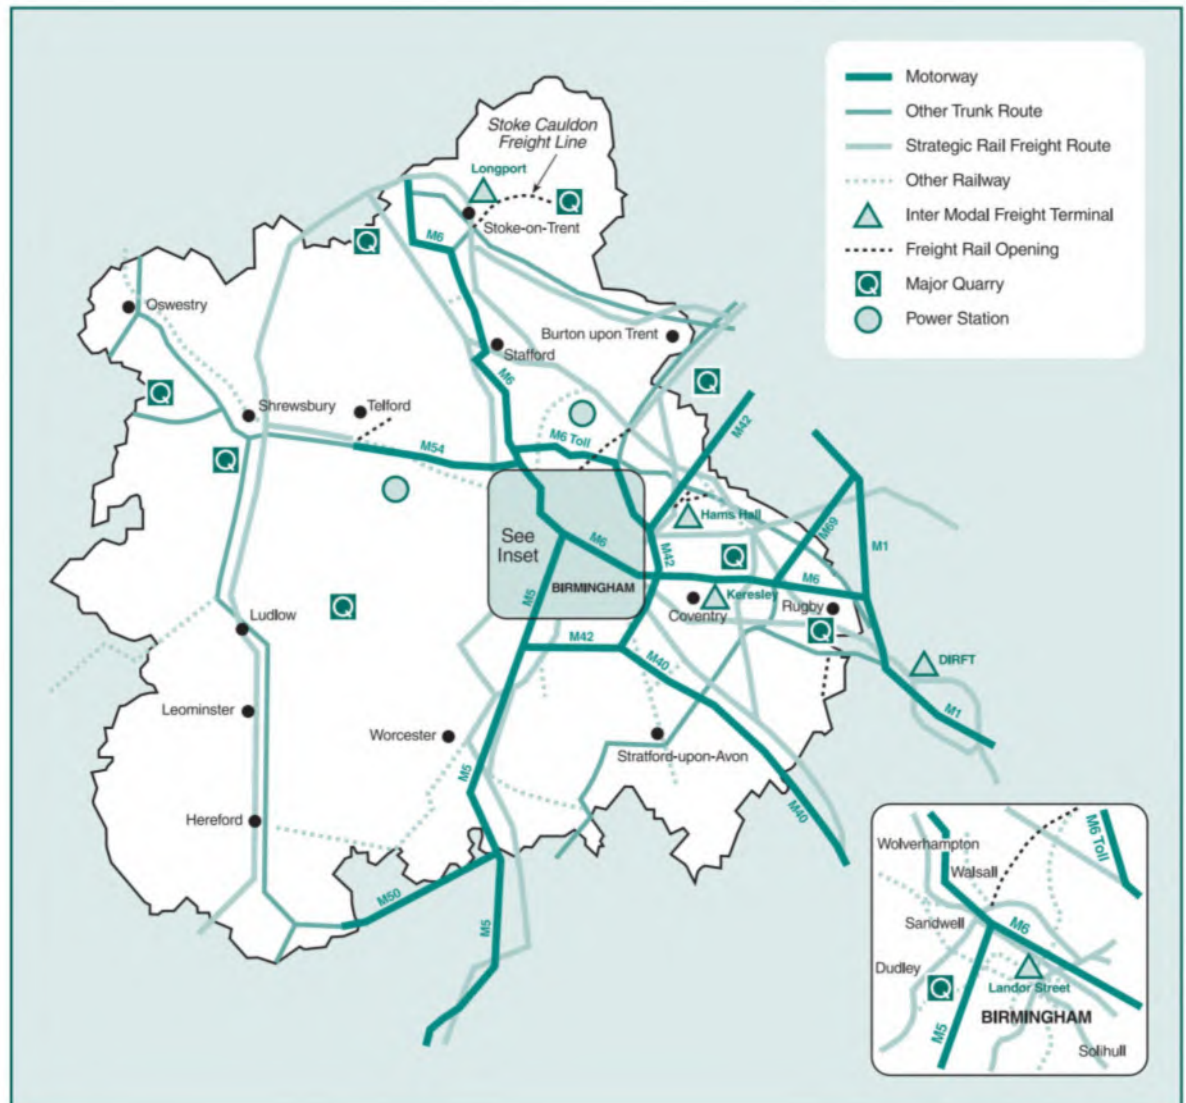 Motorway
Other Trunk Route
Strategic Rail Freight Route
Other Railway
Inter Modal Freight Terminal
Freight Rail Opening
Q
Major Quarry
Power Station
Stoke Cauldon
Freight Line
Longport
Q
Stoke-on-Trent
M6
Q
Oswestry
Burton upon Trent
Stafford
M6
Q
Q
Shrewsbury
Telford
M42
M6 Toll
M54
Q
Hams Hall
See
Inset
M6
M42
M69
M1
Q
M6
BIRMINGHAM
M5
Keresley
Coventry
Rugby
Q
Q
Ludlow
M42
M40
DIRFT
Leominster
M1
Worcester
Stratford-upon-Avon
M5
M40
Hereford
M50
M5
Wolverhampton
M6 Toll
Walsall
Sandwell
M6
Dudley
Q
Landor Street
BIRMINGHAM
M5
Solihull